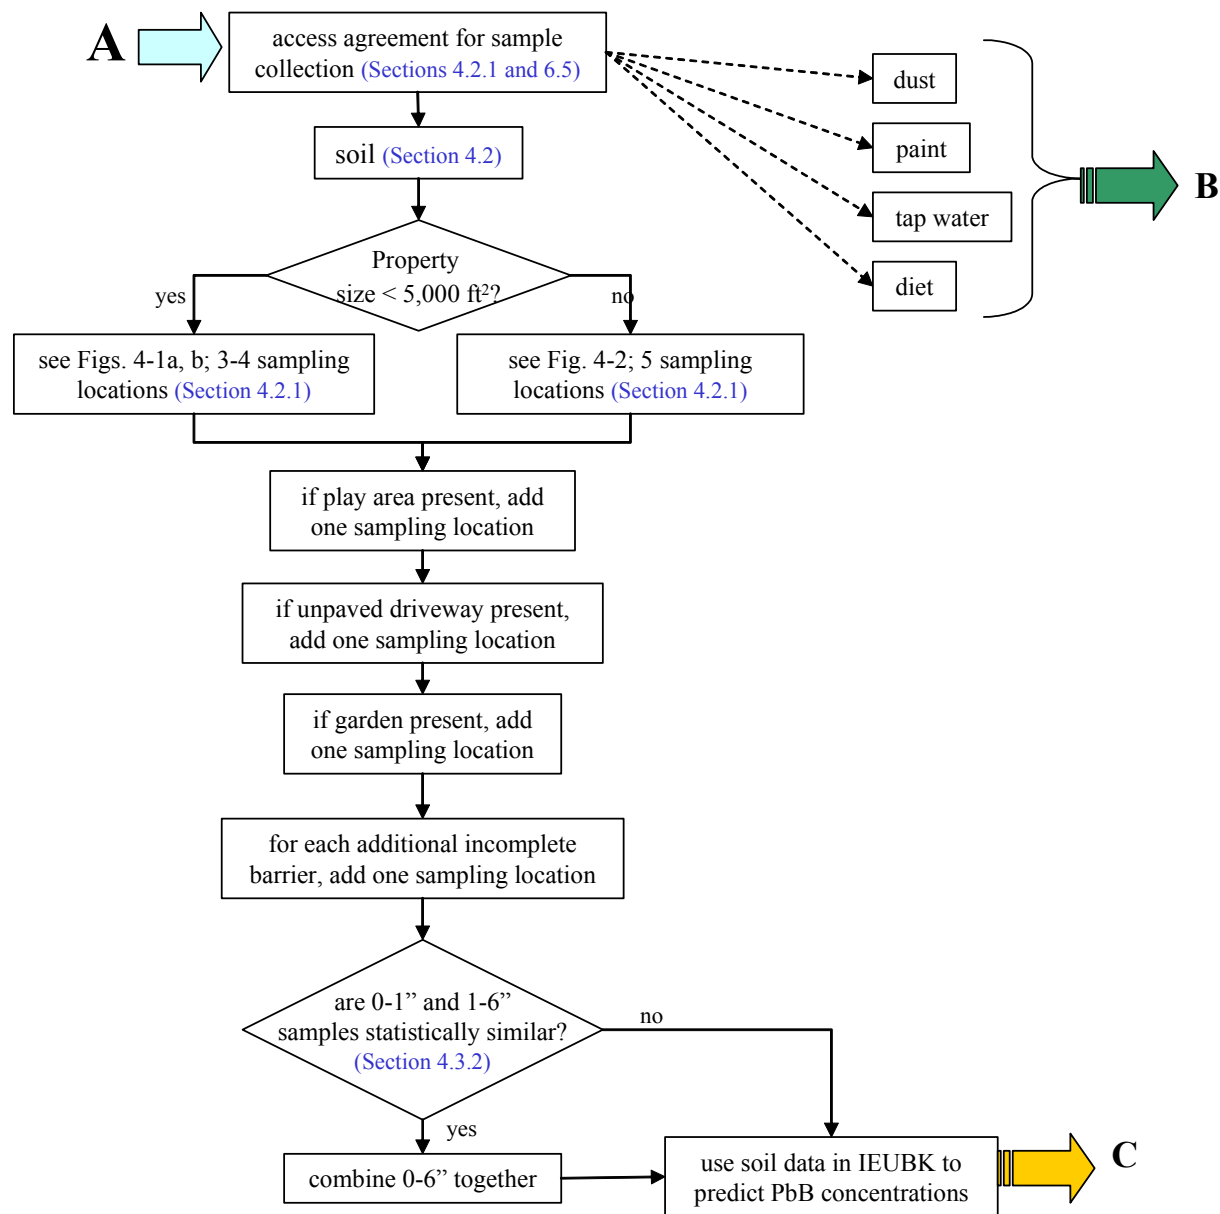 A
access agreement for sample
collection (Sections 4.2.1 and 6.5)
dust
paint
tap water
diet
B
soil (Section 4.2)
Property
size < 5,000 ft²?
yes
no
see Figs. 4-1a, b; 3-4 sampling
locations (Section 4.2.1)
see Fig. 4-2; 5 sampling
locations (Section 4.2.1)
if play area present, add
one sampling location
if unpaved driveway present,
add one sampling location
if garden present, add
one sampling location
for each additional incomplete
barrier, add one sampling location
are 0-1” and 1-6”
samples statistically similar?
(Section 4.3.2)
no
yes
combine 0-6” together
use soil data in IEUBK to
predict PbB concentrations
C